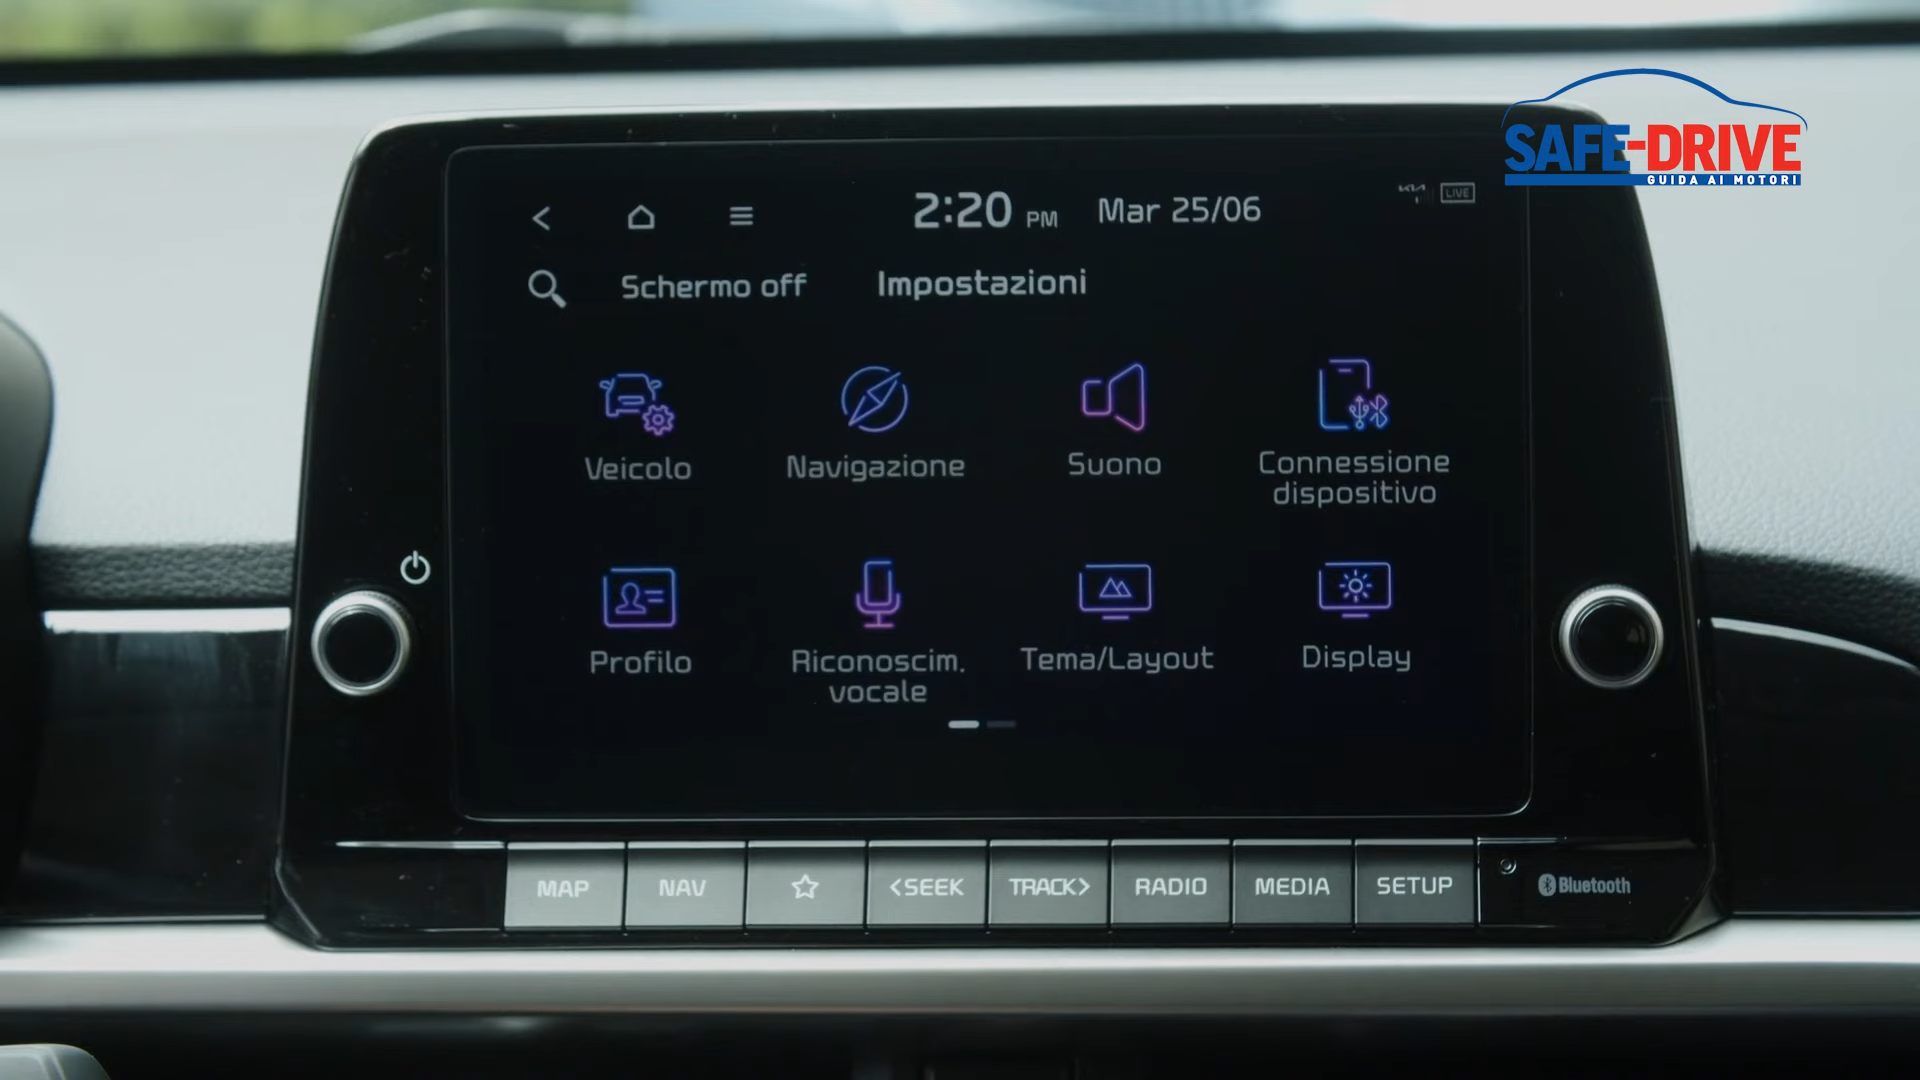 SAFE-DRIVE
GUIDA AI MOTORI
2:20 PM Mar 25/06
KIA LIVE
Schermo off Impostazioni
Veicolo
Navigazione
Suono
Connessione
dispositivo
Profilo
Riconoscim.
vocale
Tema/Layout
Display
MAP NAV <SEEK TRACK> RADIO MEDIA SETUP
Bluetooth